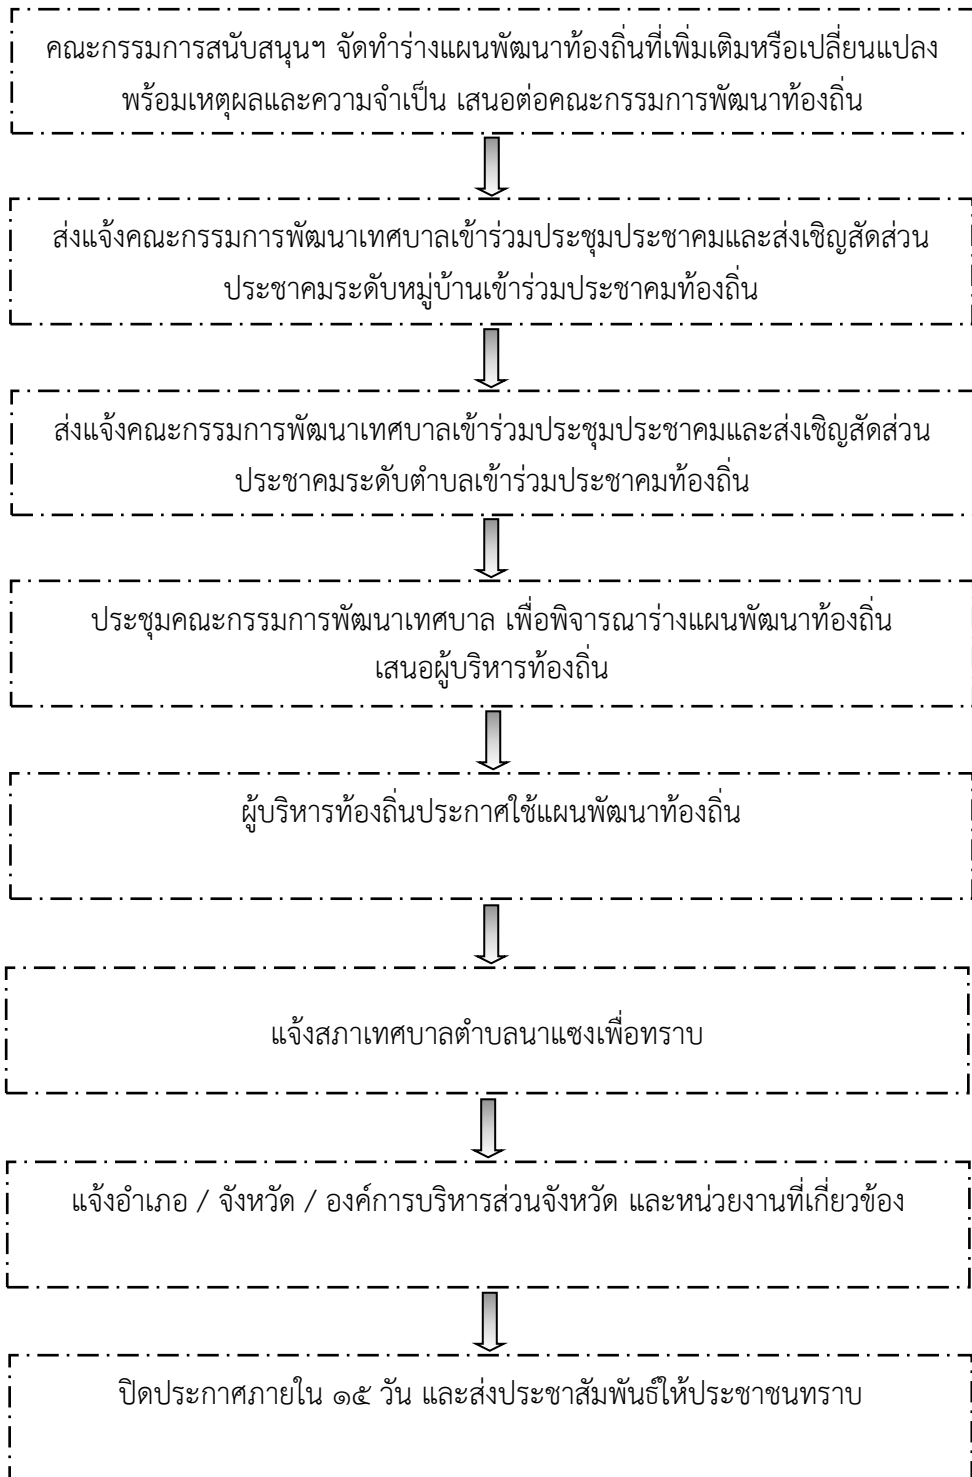 คณะกรรมการสนับสนุนฯ จัดทำร่างแผนพัฒนาท้องถิ่นที่เพิ่มเติมหรือเปลี่ยนแปลง
พร้อมเหตุผลและความจำเป็น เสนอต่อคณะกรรมการพัฒนาท้องถิ่น
ส่งแจ้งคณะกรรมการพัฒนาเทศบาลเข้าร่วมประชุมประชาคมและส่งเชิญสัดส่วน
ประชาคมระดับหมู่บ้านเข้าร่วมประชาคมท้องถิ่น
ส่งแจ้งคณะกรรมการพัฒนาเทศบาลเข้าร่วมประชุมประชาคมและส่งเชิญสัดส่วน
ประชาคมระดับตำบลเข้าร่วมประชาคมท้องถิ่น
ประชุมคณะกรรมการพัฒนาเทศบาล เพื่อพิจารณาร่างแผนพัฒนาท้องถิ่น
เสนอผู้บริหารท้องถิ่น
ผู้บริหารท้องถิ่นประกาศใช้แผนพัฒนาท้องถิ่น
แจ้งสภาเทศบาลตำบลนาแซงเพื่อทราบ
แจ้งอำเภอ / จังหวัด / องค์การบริหารส่วนจังหวัด และหน่วยงานที่เกี่ยวข้อง
ปิดประกาศภายใน ๑๕ วัน และส่งประชาสัมพันธ์ให้ประชาชนทราบ